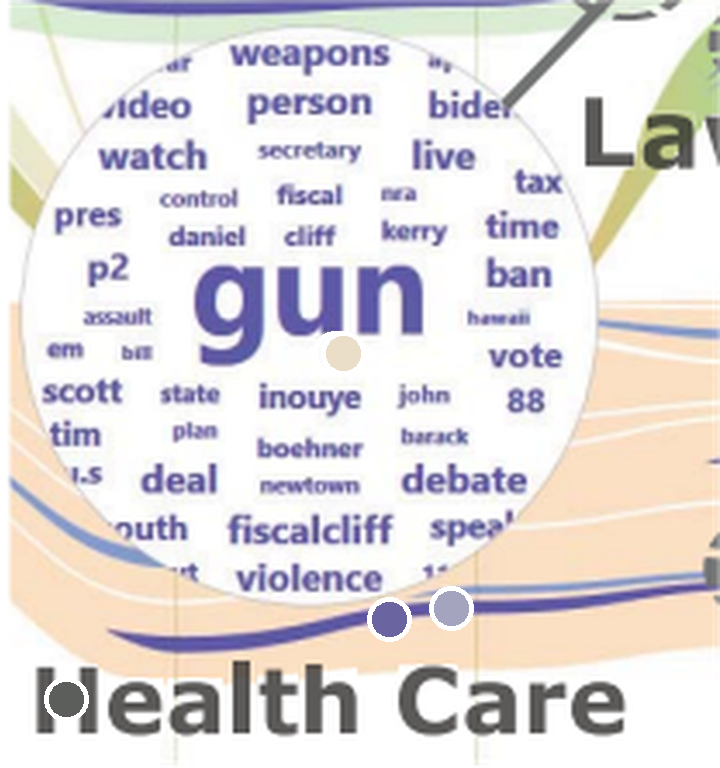 weapons
video person biden
watch secretary live
tax
control fiscal nra
pres time
daniel cliff kerry
p2 gun ban
assault hawaii
em bill vote
scott state inouye john 88
tim plan barack
boehner
u.s deal newtown debate
outh fiscalcliff speak
violence 11
Law
Health Care